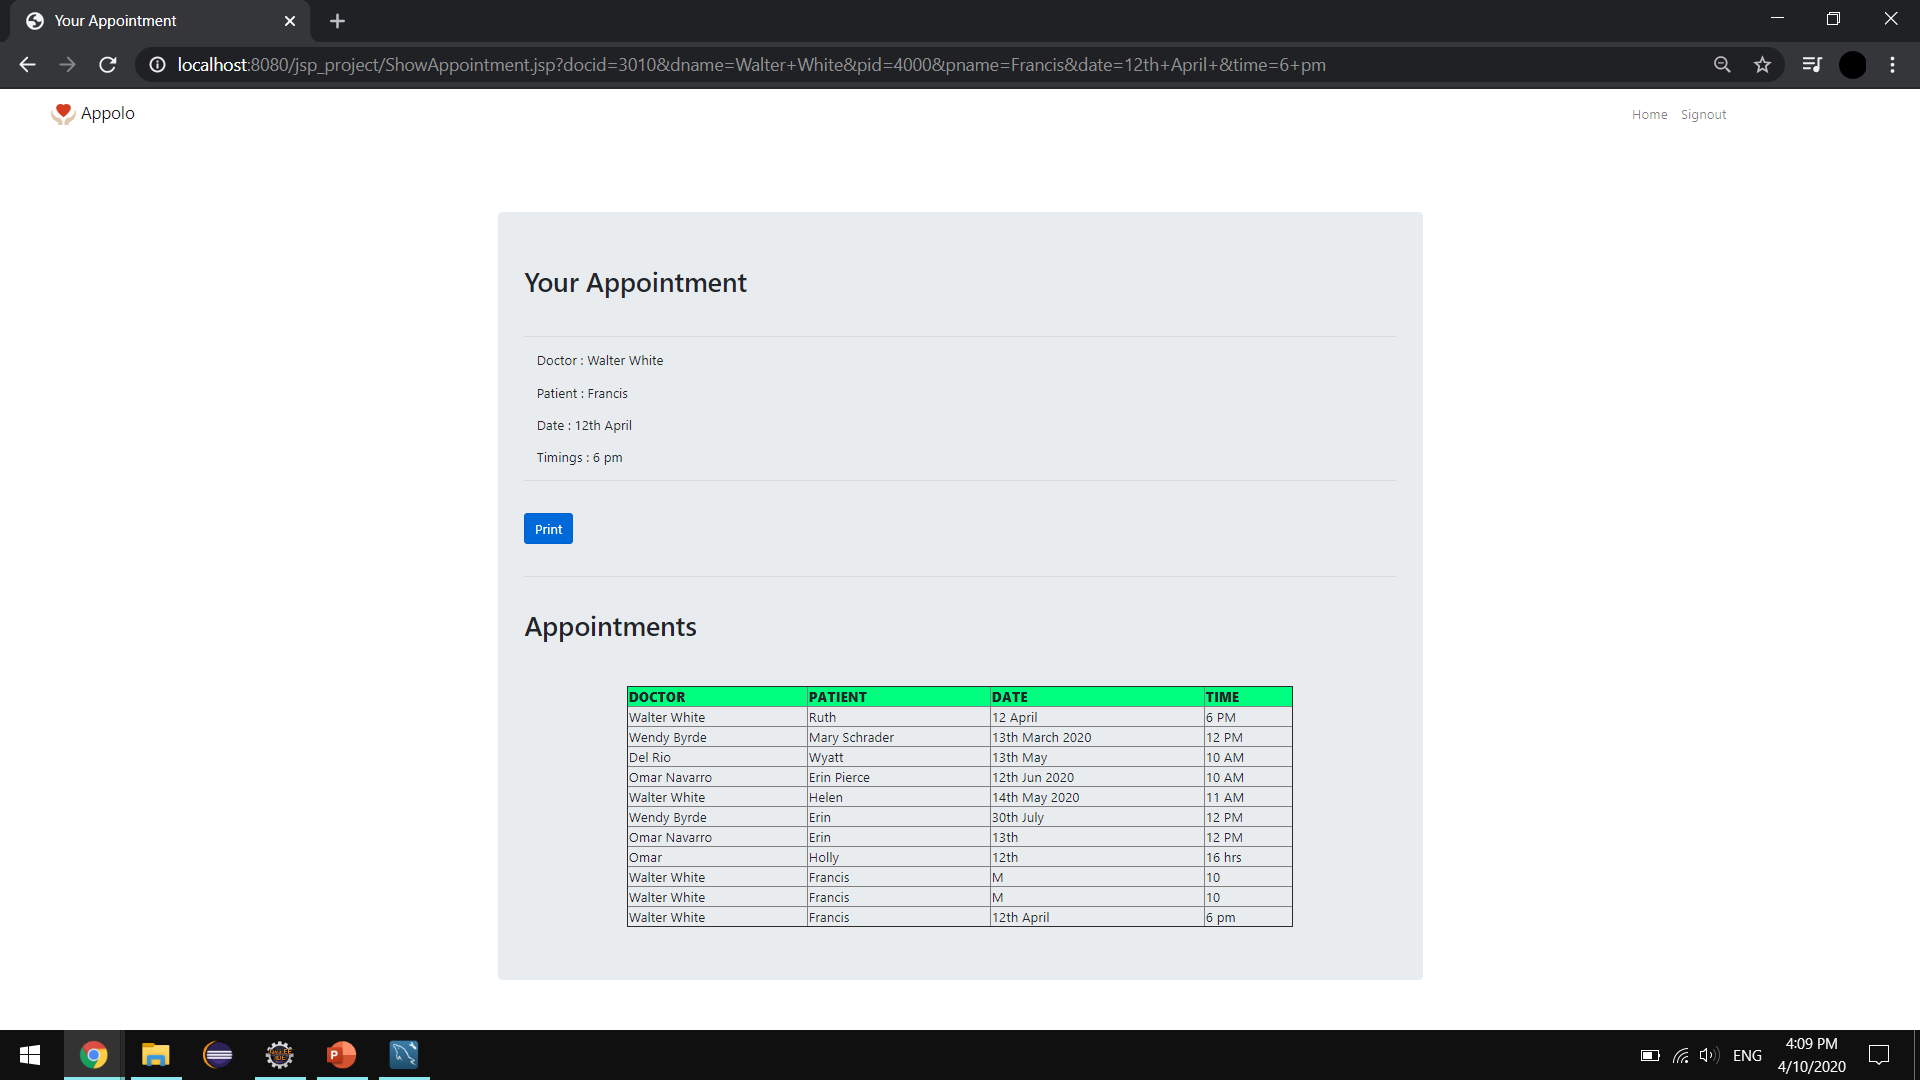 Your Appointment
localhost:8080/jsp_project/ShowAppointment.jsp?docid=3010&dname=Walter+White&pid=4000&pname=Francis&date=12th+April+&time=6+pm
Appolo
Home Signout
Your Appointment
Doctor : Walter White
Patient : Francis
Date : 12th April
Timings : 6 pm
Print
Appointments
DOCTOR PATIENT DATE TIME
Walter White Ruth 12 April 6 PM
Wendy Byrde Mary Schrader 13th March 2020 12 PM
Del Rio Wyatt 13th May 10 AM
Omar Navarro Erin Pierce 12th Jun 2020 10 AM
Walter White Helen 14th May 2020 11 AM
Wendy Byrde Erin 30th July 12 PM
Omar Navarro Erin 13th 12 PM
Omar Holly 12th 16 hrs
Walter White Francis M 10
Walter White Francis M 10
Walter White Francis 12th April 6 pm
ENG
4:09 PM
4/10/2020